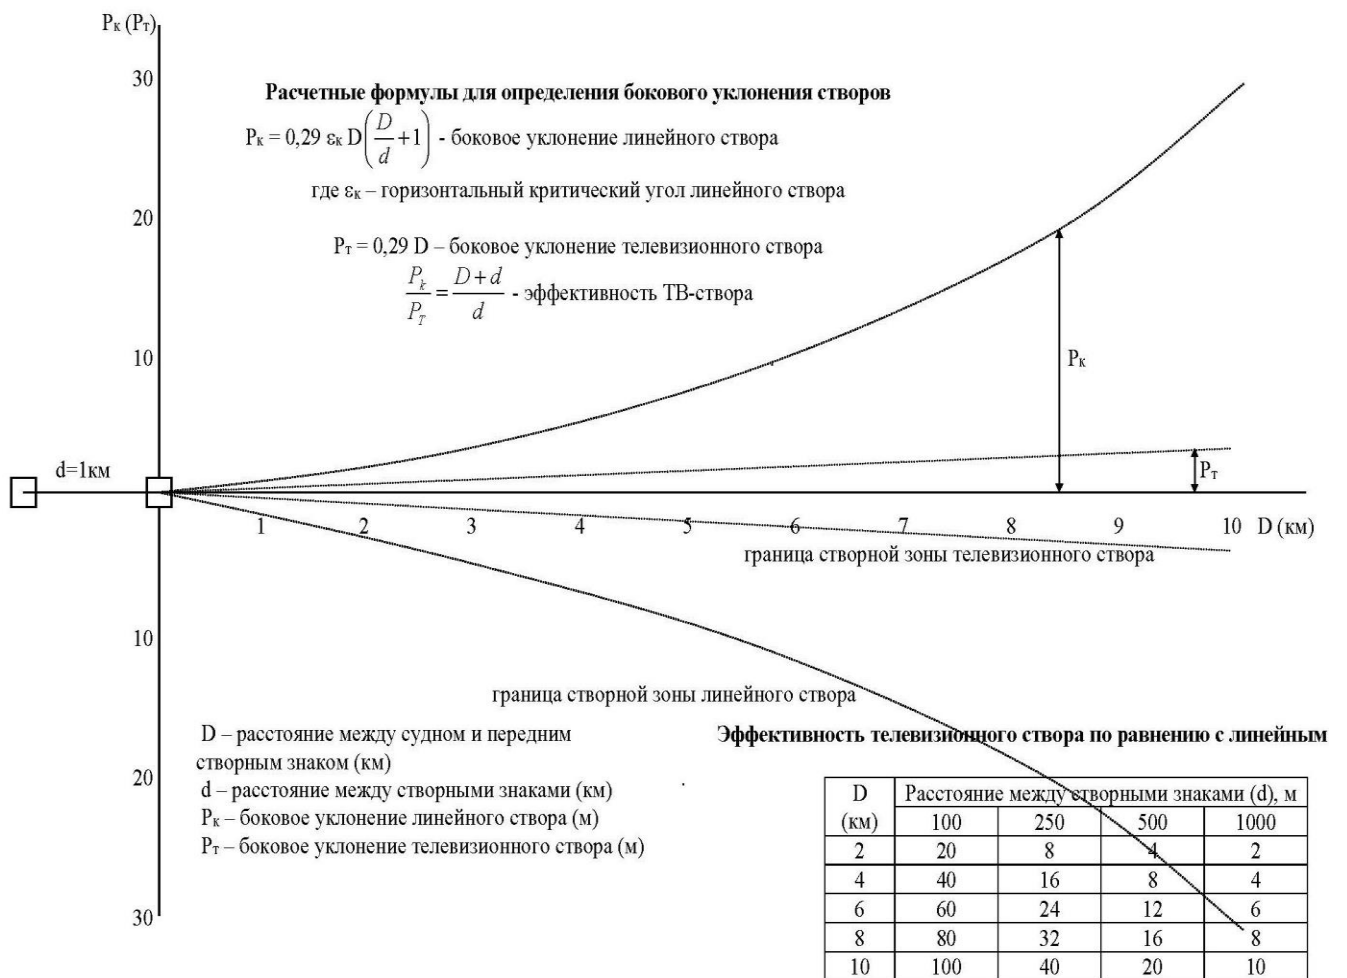 Pк (Pт)
30
Расчетные формулы для определения бокового уклонения створов
Pк = 0,29 εк D(D/d + 1) - боковое уклонение линейного створа
где εк – горизонтальный критический угол линейного створа
20
Pт = 0,29 D – боковое уклонение телевизионного створа
Pk/PT = D + d/d - эффективность ТВ-створа
10
Pк
d=1км
Pт
1 2 3 4 5 6 7 8 9 10 D (км)
граница створной зоны телевизионного створа
10
граница створной зоны линейного створа
D – расстояние между судном и передним
створным знаком (км)
d – расстояние между створными знаками (км)
Pк – боковое уклонение линейного створа (м)
Pт – боковое уклонение телевизионного створа (м)
20
30
Эффективность телевизионного створа по равнению с линейным
D Расстояние между створными знаками (d), м
(км) 100 250 500 1000
2 20 8 4 2
4 40 16 8 4
6 60 24 12 6
8 80 32 16 8
10 100 40 20 10